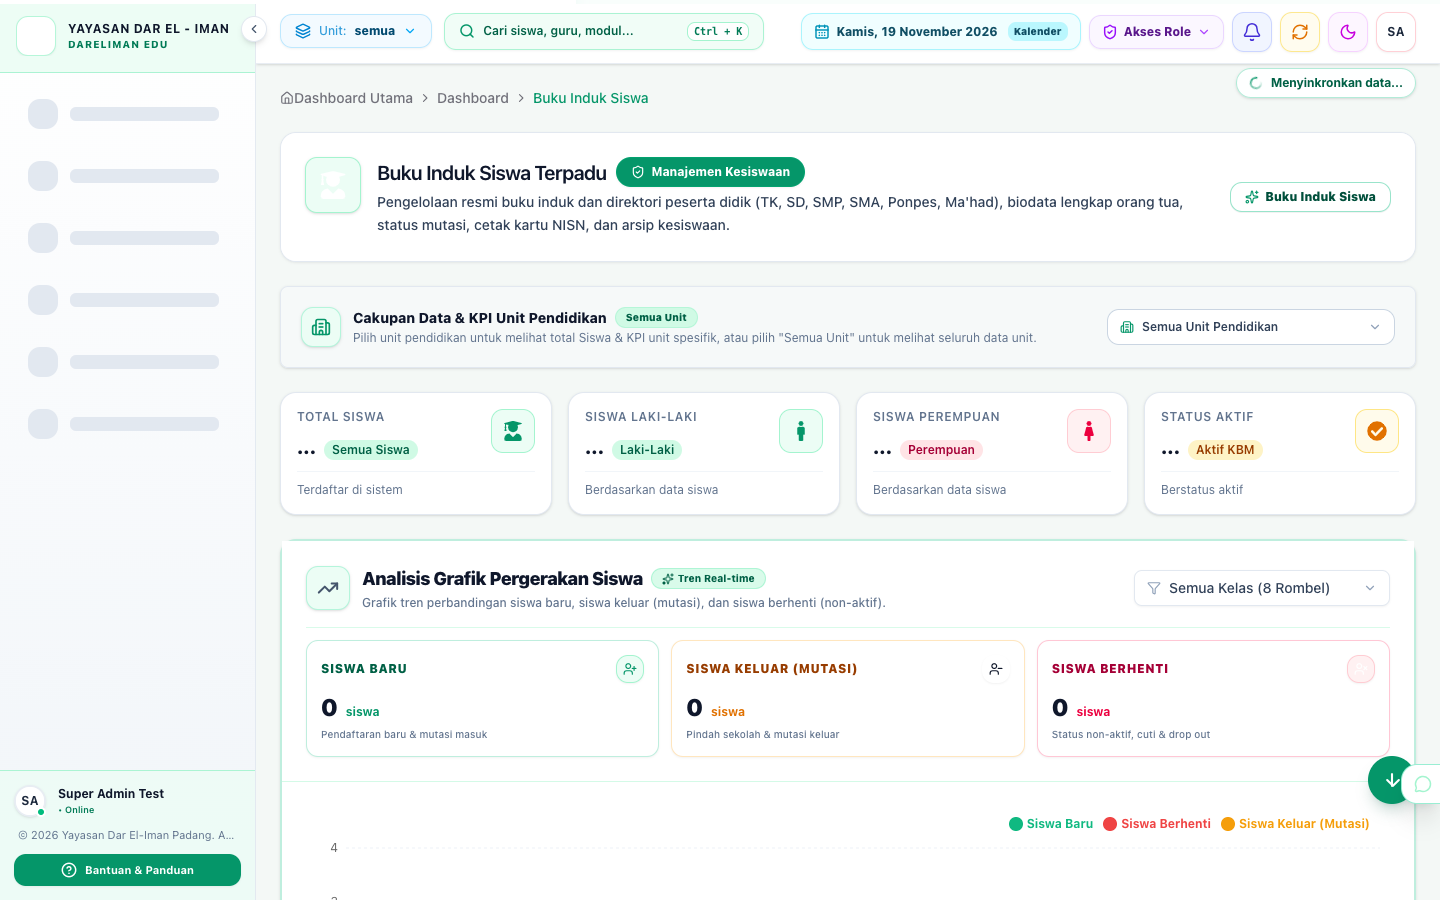 YAYASAN DAR EL - IMAN
DARELIMAN EDU
Unit: semua
Cari siswa, guru, modul...
Ctrl + K
Kamis, 19 November 2026
Kalender
Akses Role
SA
Menyinkronkan data...
Dashboard Utama
Dashboard
Buku Induk Siswa
Buku Induk Siswa Terpadu
Manajemen Kesiswaan
Pengelolaan resmi buku induk dan direktori peserta didik (TK, SD, SMP, SMA, Ponpes, Ma'had), biodata lengkap orang tua,
status mutasi, cetak kartu NISN, dan arsip kesiswaan.
Buku Induk Siswa
Cakupan Data & KPI Unit Pendidikan
Semua Unit
Pilih unit pendidikan untuk melihat total Siswa & KPI unit spesifik, atau pilih "Semua Unit" untuk melihat seluruh data unit.
Semua Unit Pendidikan
TOTAL SISWA
... Semua Siswa
Terdaftar di sistem
SISWA LAKI-LAKI
... Laki-Laki
Berdasarkan data siswa
SISWA PEREMPUAN
... Perempuan
Berdasarkan data siswa
STATUS AKTIF
... Aktif KBM
Berstatus aktif
Analisis Grafik Pergerakan Siswa
Tren Real-time
Grafik tren perbandingan siswa baru, siswa keluar (mutasi), dan siswa berhenti (non-aktif).
Semua Kelas (8 Rombel)
SISWA BARU
0 siswa
Pendaftaran baru & mutasi masuk
SISWA KELUAR (MUTASI)
0 siswa
Pindah sekolah & mutasi keluar
SISWA BERHENTI
0 siswa
Status non-aktif, cuti & drop out
Siswa Baru
Siswa Berhenti
Siswa Keluar (Mutasi)
4
SA
Super Admin Test
• Online
© 2026 Yayasan Dar El-Iman Padang. A...
Bantuan & Panduan